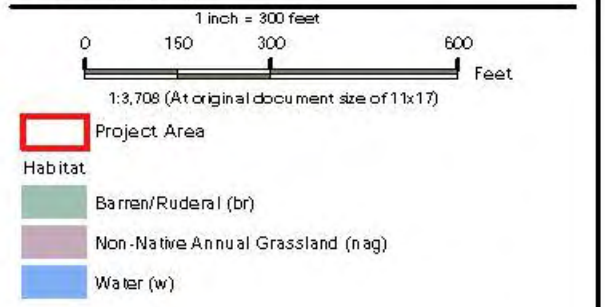 1 inch = 300 feet
0 150 300 600
Feet
1:3,708 (At original document size of 11x17)
Project Area
Habitat
Barren/Ruderal (br)
Non-Native Annual Grassland (nag)
Water (w)